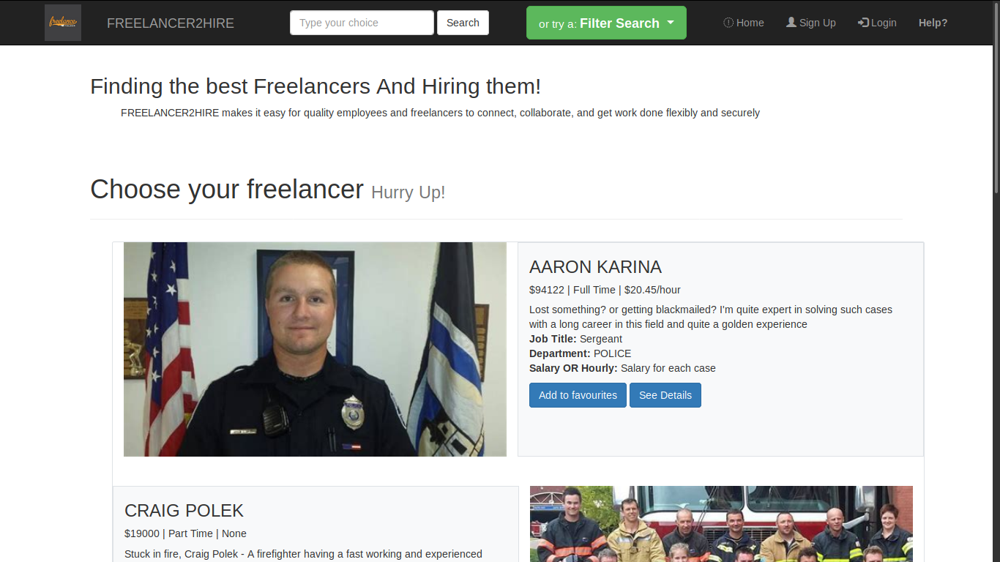 freelance
FREELANCER2HIRE
Type your choice
Search
or try a: Filter Search
Home
Sign Up
Login
Help?
Finding the best Freelancers And Hiring them!
FREELANCER2HIRE makes it easy for quality employees and freelancers to connect, collaborate, and get work done flexibly and securely
Choose your freelancer Hurry Up!
AARON KARINA
$94122 | Full Time | $20.45/hour
Lost something? or getting blackmailed? I'm quite expert in solving such cases
with a long career in this field and quite a golden experience
Job Title: Sergeant
Department: POLICE
Salary OR Hourly: Salary for each case
Add to favourites
See Details
CRAIG POLEK
$19000 | Part Time | None
Stuck in fire, Craig Polek - A firefighter having a fast working and experienced